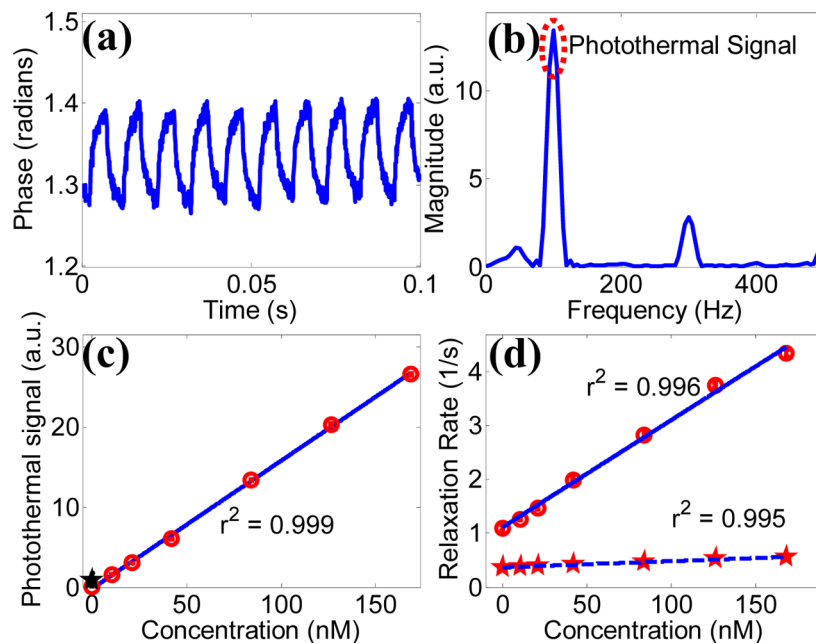 (a)
1.5
1.4
1.3
1.2
Phase (radians)
0
0.05
0.1
Time (s)
(b)
Photothermal Signal
10
5
0
Magnitude (a.u.)
0
200
400
Frequency (Hz)
(c)
30
20
10
0
Photothermal signal (a.u.)
r² = 0.999
0
50
100
150
Concentration (nM)
(d)
4
3
2
1
0
Relaxation Rate (1/s)
r² = 0.996
r² = 0.995
0
50
100
150
Concentration (nM)